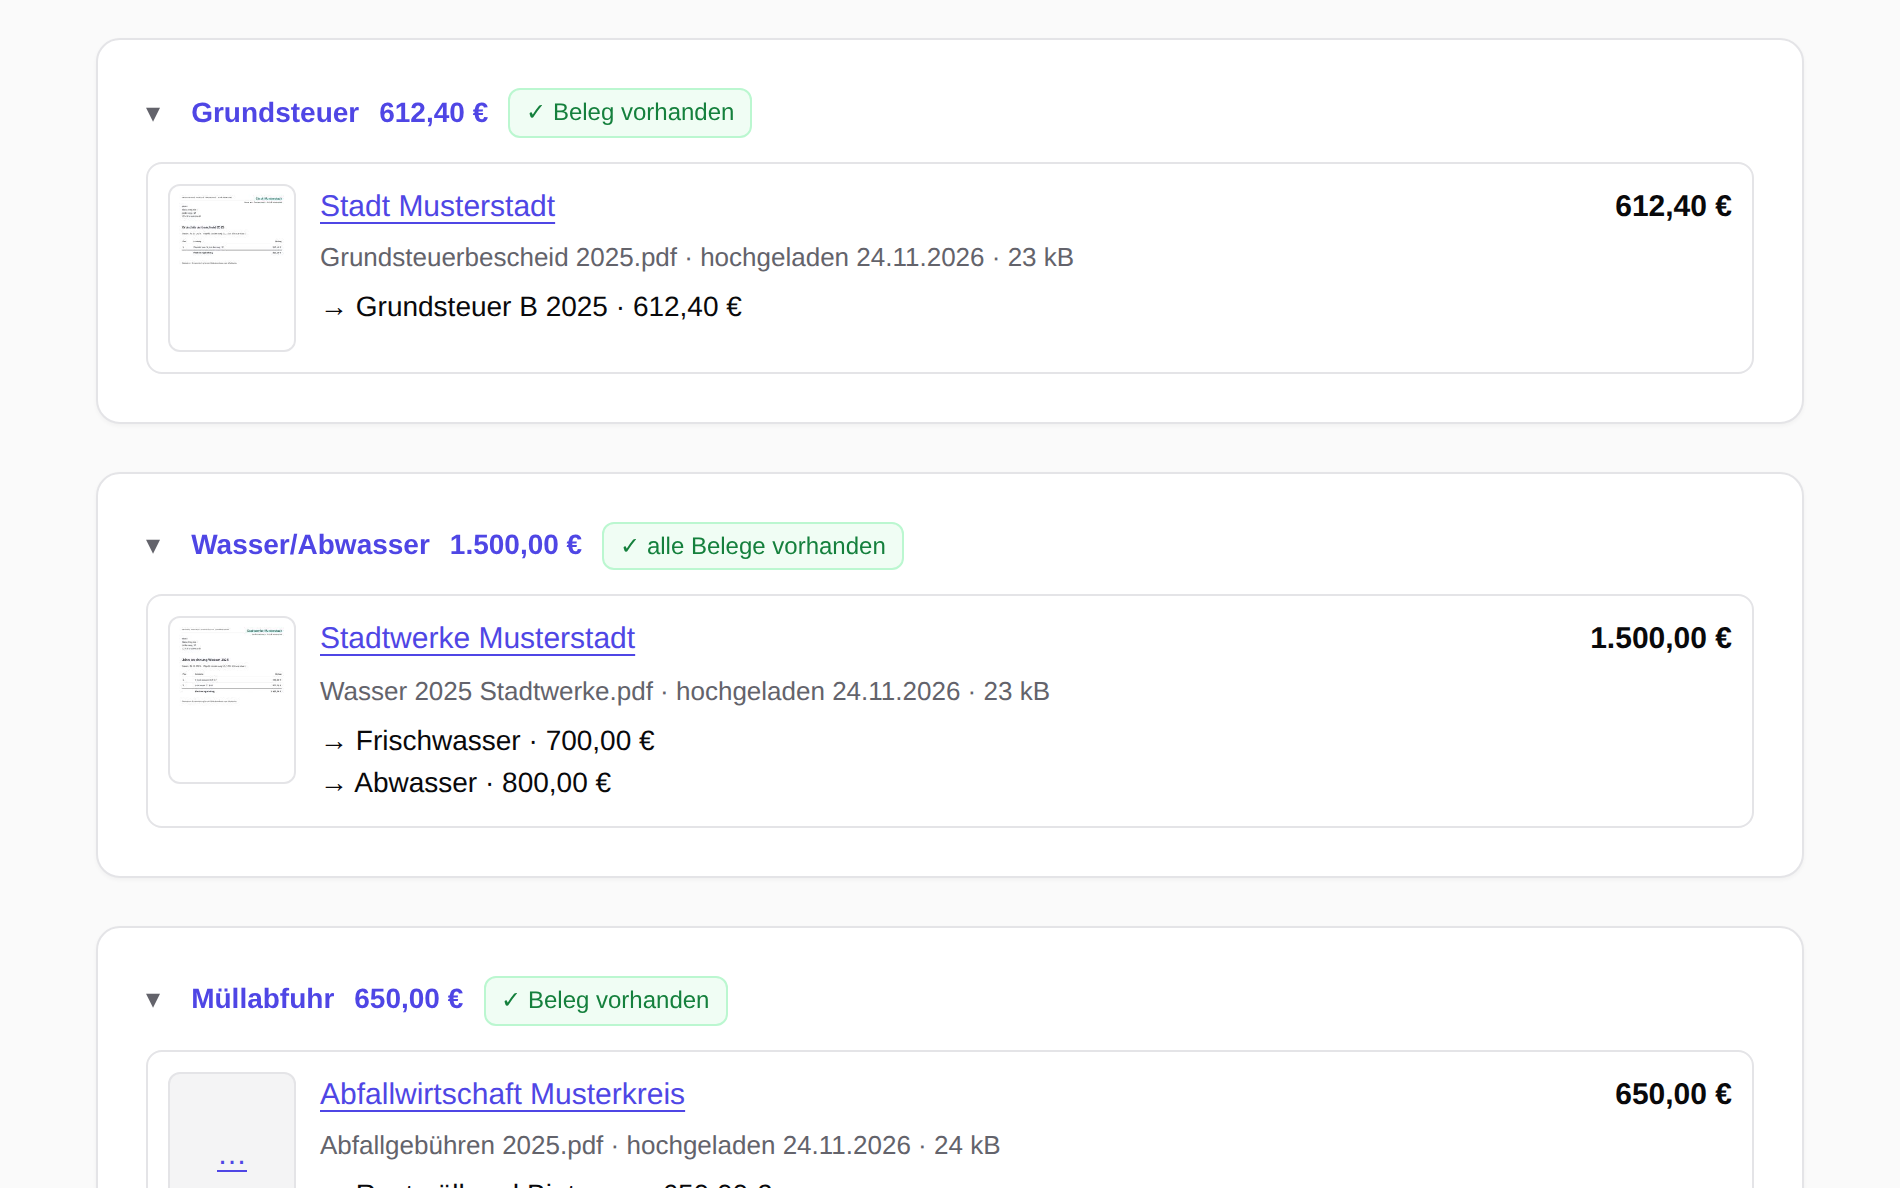 ▼ Grundsteuer 612,40 € ✓ Beleg vorhanden
Stadt Musterstadt 612,40 €
Grundsteuerbescheid 2025.pdf · hochgeladen 24.11.2026 · 23 kB
→ Grundsteuer B 2025 · 612,40 €
▼ Wasser/Abwasser 1.500,00 € ✓ alle Belege vorhanden
Stadtwerke Musterstadt 1.500,00 €
Wasser 2025 Stadtwerke.pdf · hochgeladen 24.11.2026 · 23 kB
→ Frischwasser · 700,00 €
→ Abwasser · 800,00 €
▼ Müllabfuhr 650,00 € ✓ Beleg vorhanden
Abfallwirtschaft Musterkreis 650,00 €
Abfallgebühren 2025.pdf · hochgeladen 24.11.2026 · 24 kB
…